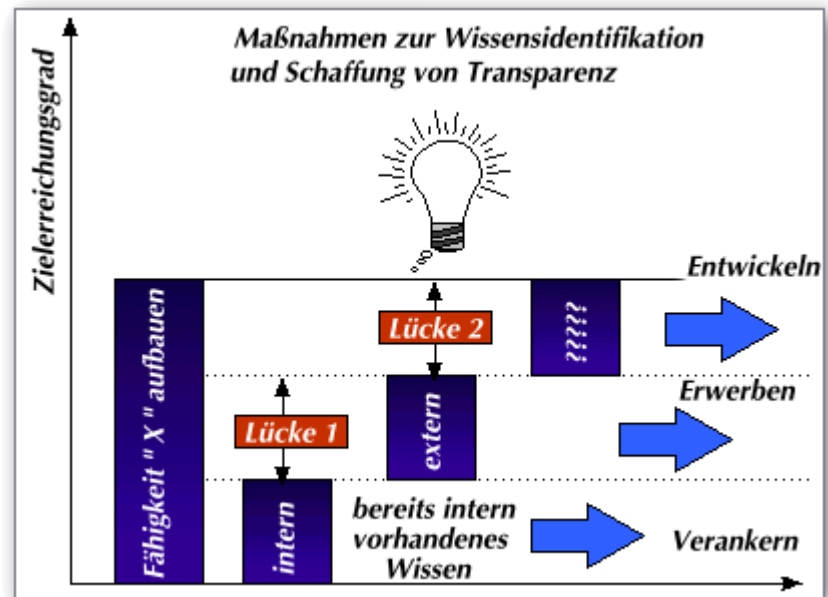 Maßnahmen zur Wissensidentifikation
und Schaffung von Transparenz
Zielerreichungsgrad
Entwickeln
Lücke 2
?????
Fähigkeit " X " aufbauen
Erwerben
Lücke 1
extern
intern
bereits intern
vorhandenes
Wissen
Verankern